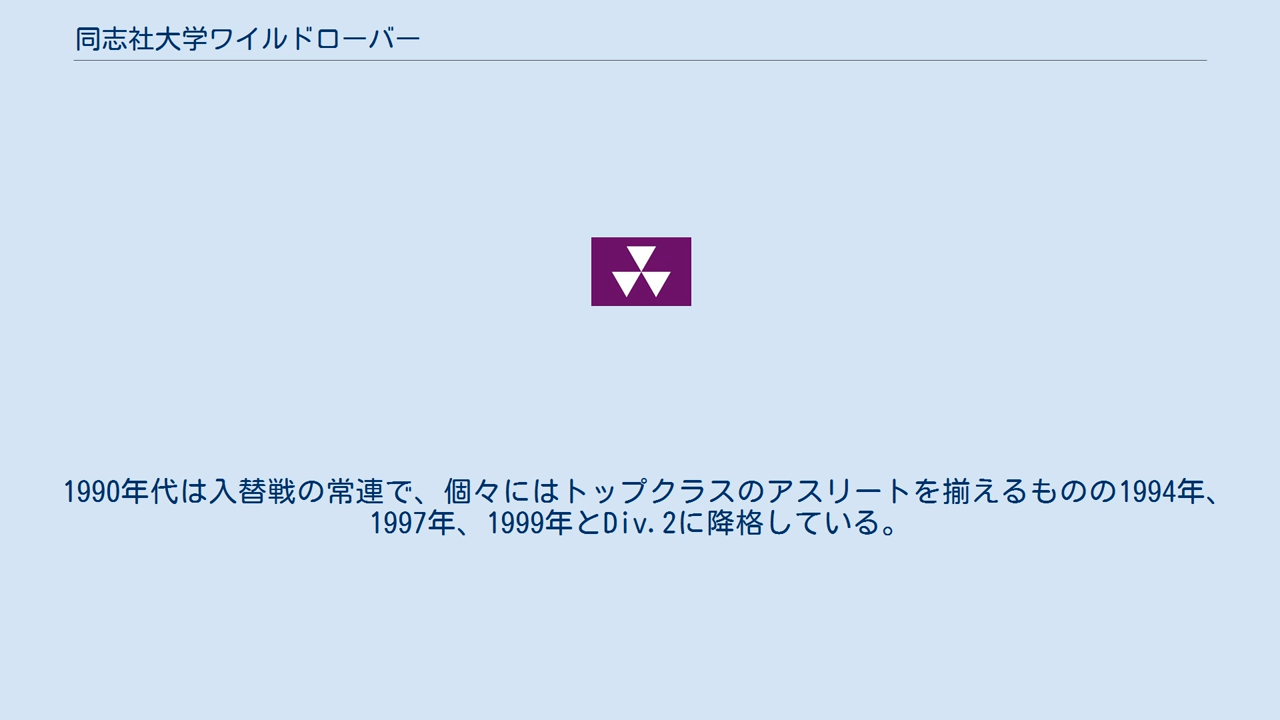 同志社大学ワイルドローバー
1990年代は入替戦の常連で、個々にはトップクラスのアスリートを揃えるものの1994年、
1997年、1999年とDiv.2に降格している。